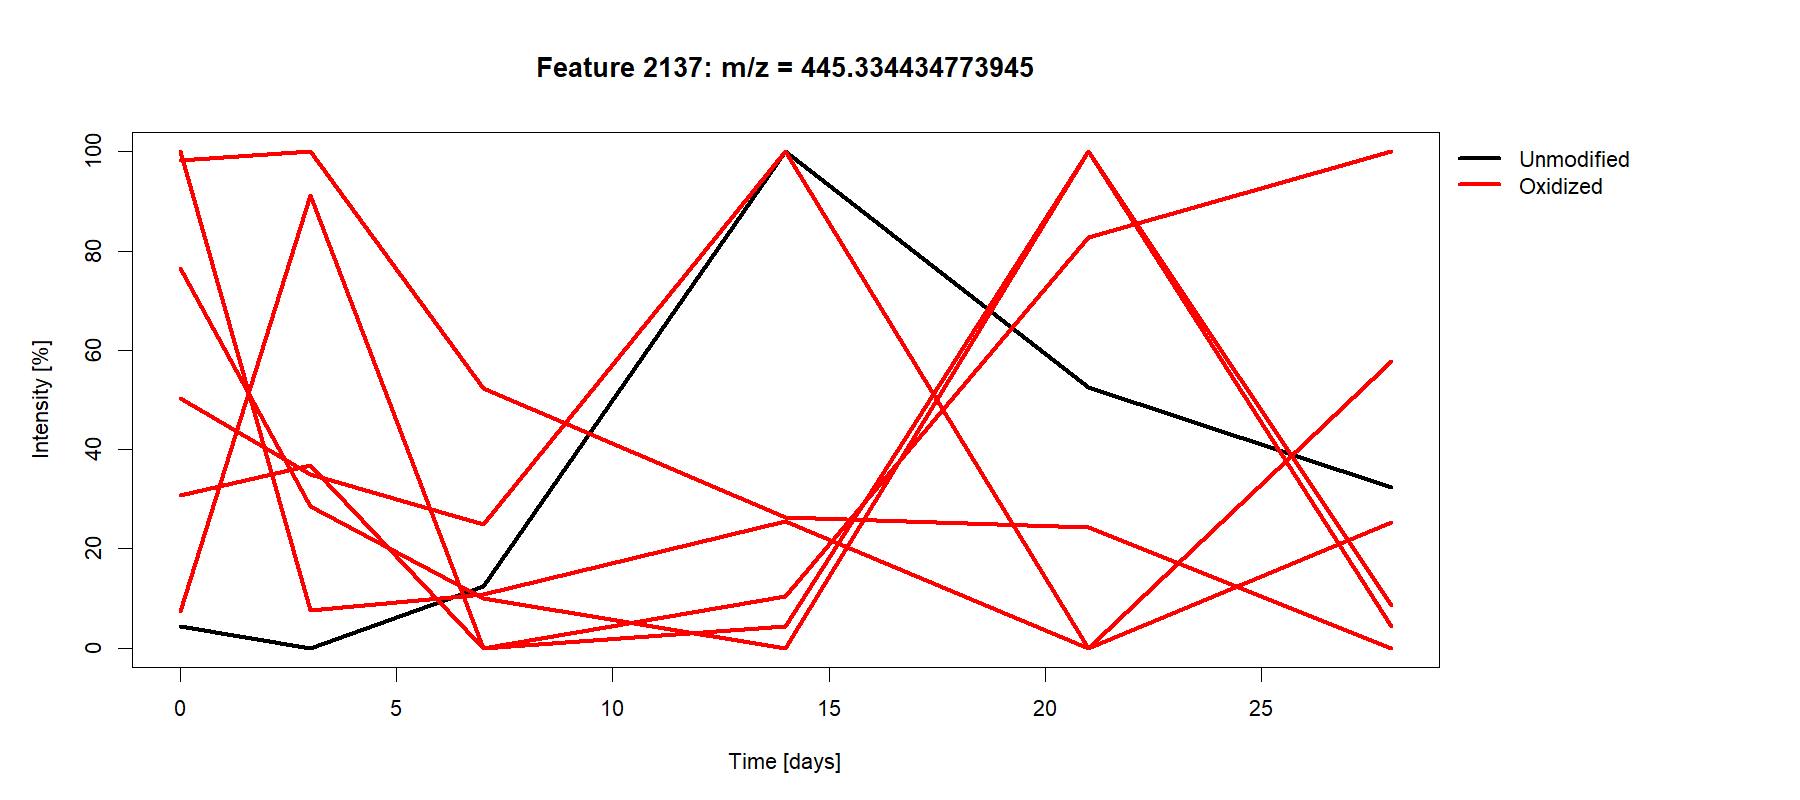 Feature 2137: m/z = 445.334434773945
Unmodified
Oxidized
Intensity [%]
100
80
60
40
20
0
0 5 10 15 20 25
Time [days]